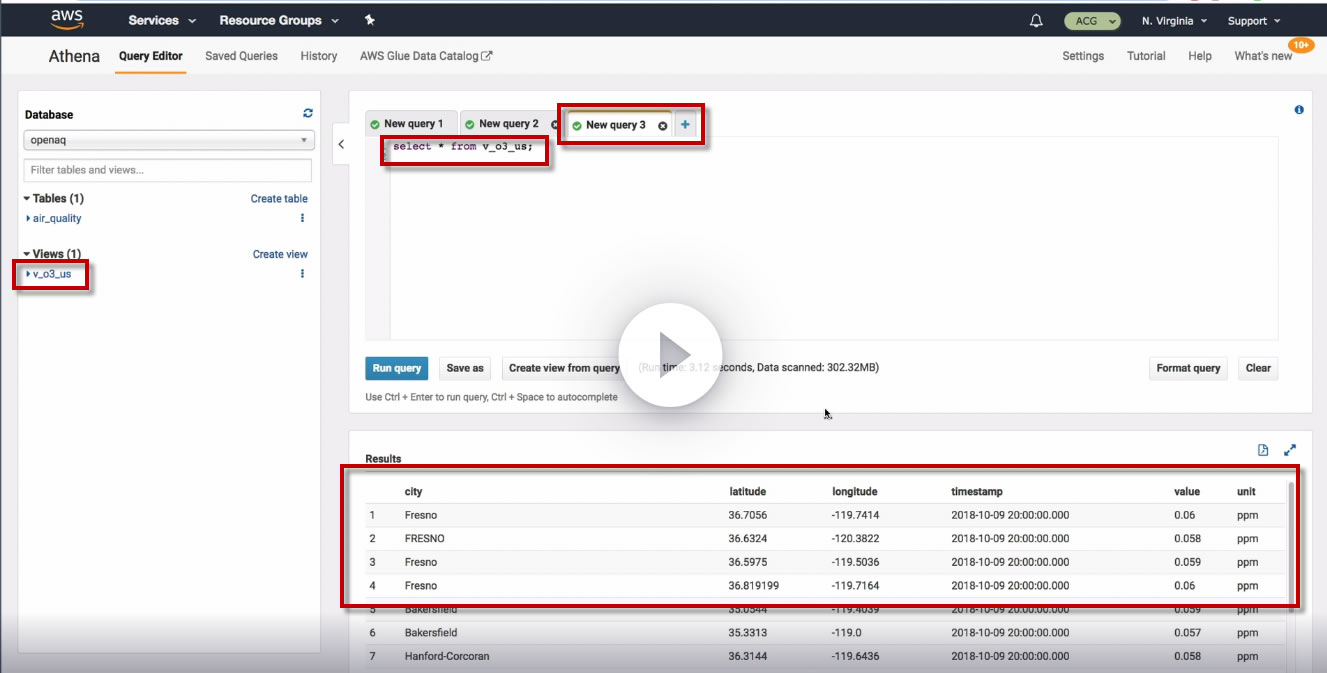 aws Services Resource Groups ACG N. Virginia Support
Athena Query Editor Saved Queries History AWS Glue Data Catalog Settings Tutorial Help What's new 10+
Database
openaq
Filter tables and views...
Tables (1) Create table
air_quality
Views (1) Create view
v_o3_us
New query 1 New query 2 New query 3 +
select * from v_o3_us;
Run query Save as Create view from query (Run time: 3.12 seconds, Data scanned: 302.32MB) Format query Clear
Use Ctrl + Enter to run query, Ctrl + Space to autocomplete
Results
city latitude longitude timestamp value unit
1 Fresno 36.7056 -119.7414 2018-10-09 20:00:00.000 0.06 ppm
2 FRESNO 36.6324 -120.3822 2018-10-09 20:00:00.000 0.058 ppm
3 Fresno 36.5975 -119.5036 2018-10-09 20:00:00.000 0.059 ppm
4 Fresno 36.819199 -119.7164 2018-10-09 20:00:00.000 0.06 ppm
5 Bakersfield 35.0544 -119.4039 2018-10-09 20:00:00.000 0.059 ppm
6 Bakersfield 35.3313 -119.0 2018-10-09 20:00:00.000 0.057 ppm
7 Hanford-Corcoran 36.3144 -119.6436 2018-10-09 20:00:00.000 0.058 ppm